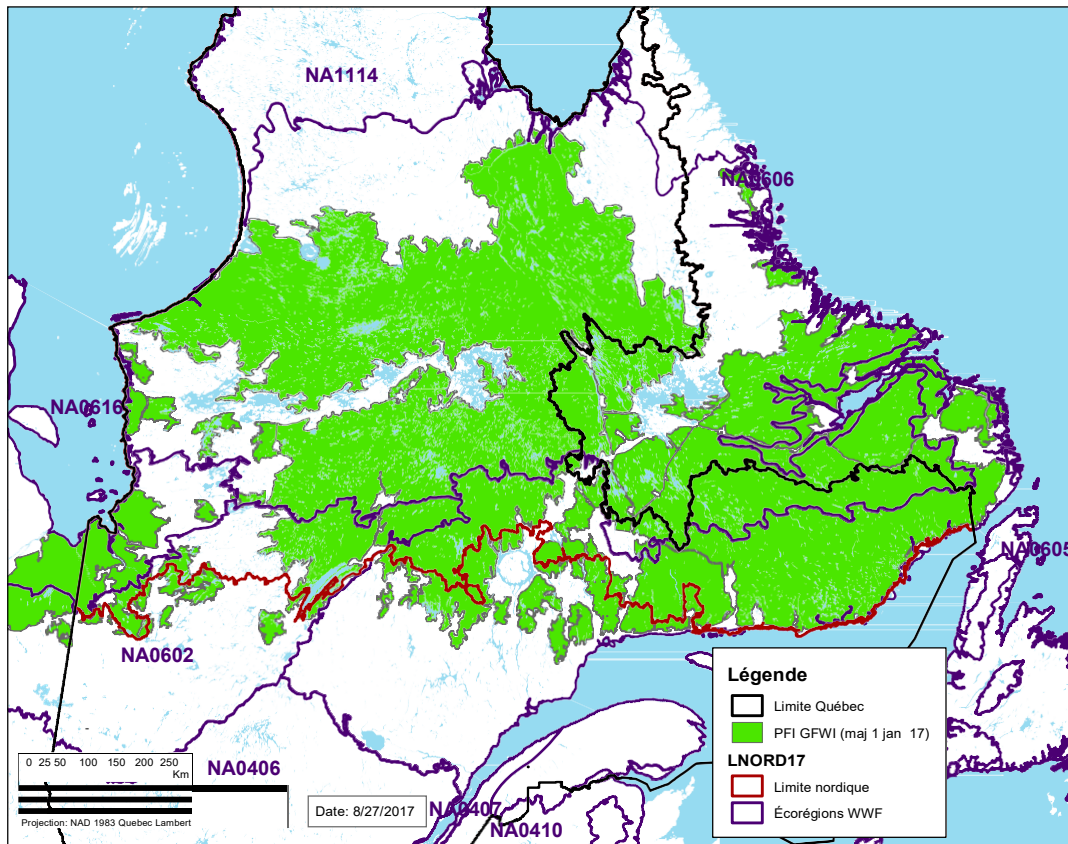 NA1114
NA0606
NA0616
NA0605
NA0602
NA0406
NA0407
NA0410
Légende
Limite Québec
PFI GFWI (maj 1 jan 17)
LNORD17
Limite nordique
Écorégions WWF
0 25 50 100 150 200 250
Km
Projection: NAD 1983 Quebec Lambert
Date: 8/27/2017